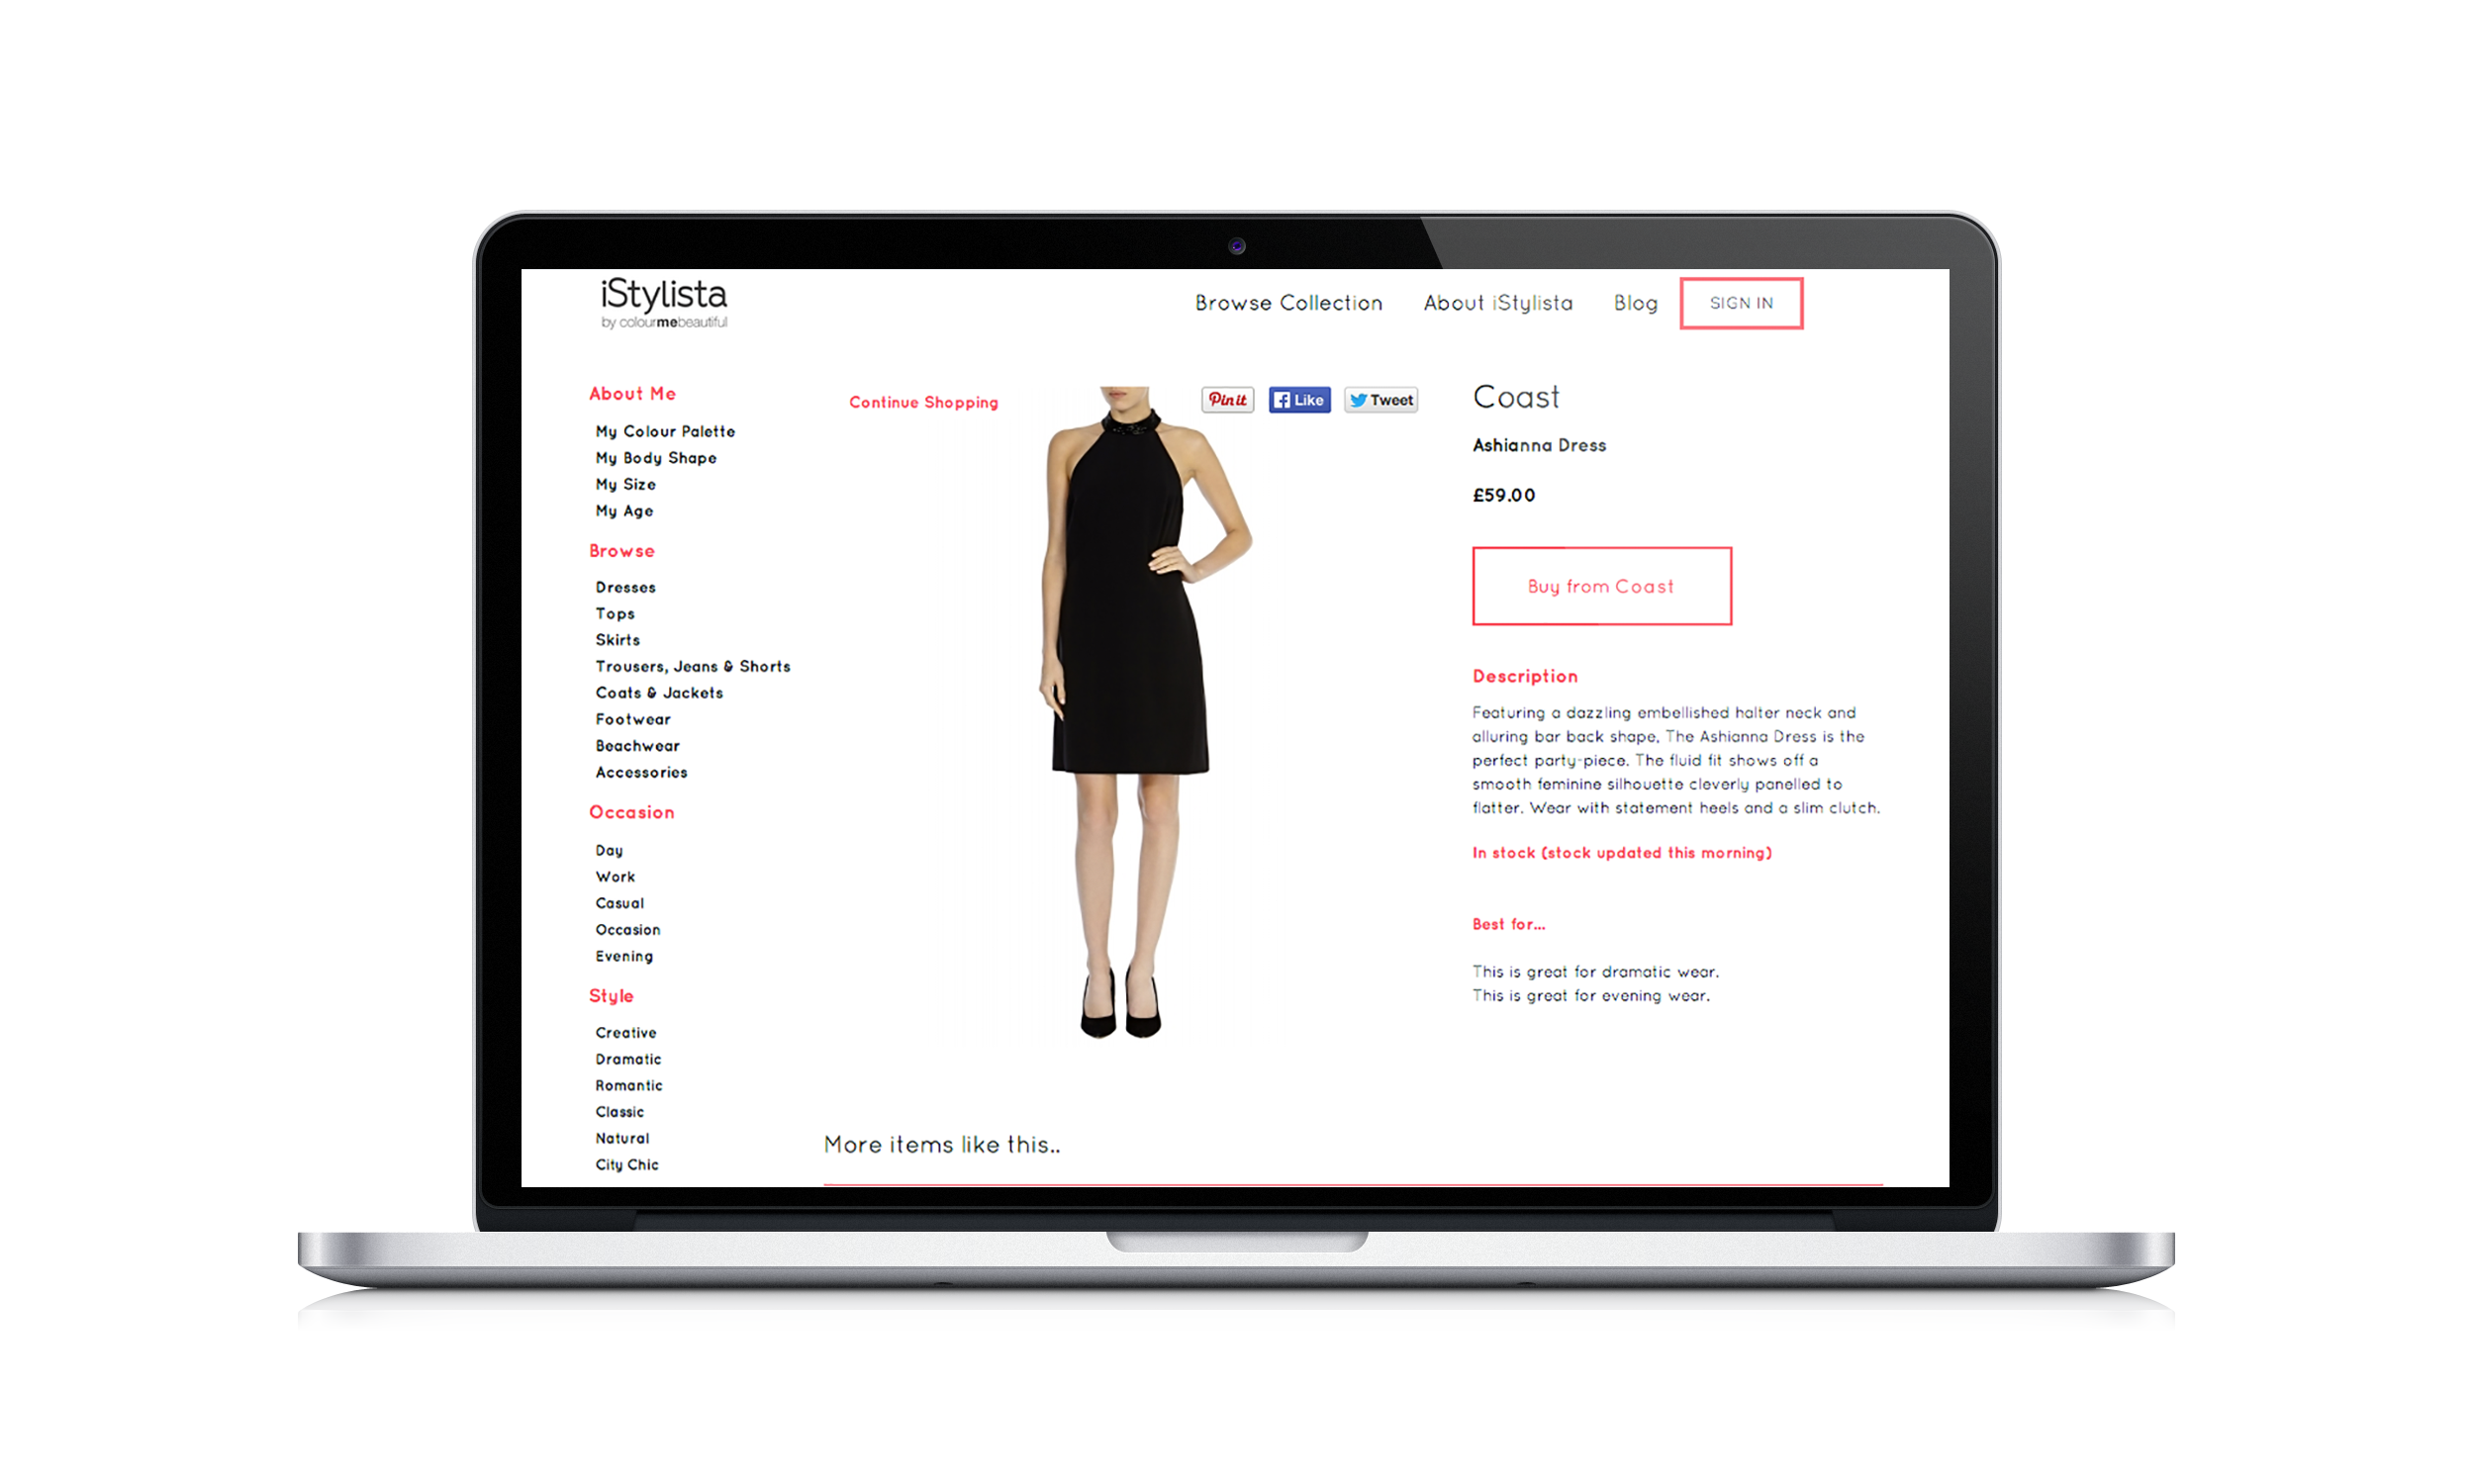 iStylista
by colourmebeautiful
Browse Collection
About iStylista
Blog
SIGN IN
About Me
My Colour Palette
My Body Shape
My Size
My Age
Browse
Dresses
Tops
Skirts
Trousers, Jeans & Shorts
Coats & Jackets
Footwear
Beachwear
Accessories
Occasion
Day
Work
Casual
Occasion
Evening
Style
Creative
Dramatic
Romantic
Classic
Natural
City Chic
Continue Shopping
Pin it
Like
Tweet
Coast
Ashianna Dress
£59.00
Buy from Coast
Description
Featuring a dazzling embellished halter neck and
alluring bar back shape, The Ashianna Dress is the
perfect party-piece. The fluid fit shows off a
smooth feminine silhouette cleverly panelled to
flatter. Wear with statement heels and a slim clutch.
In stock (stock updated this morning)
Best for...
This is great for dramatic wear.
This is great for evening wear.
More items like this..